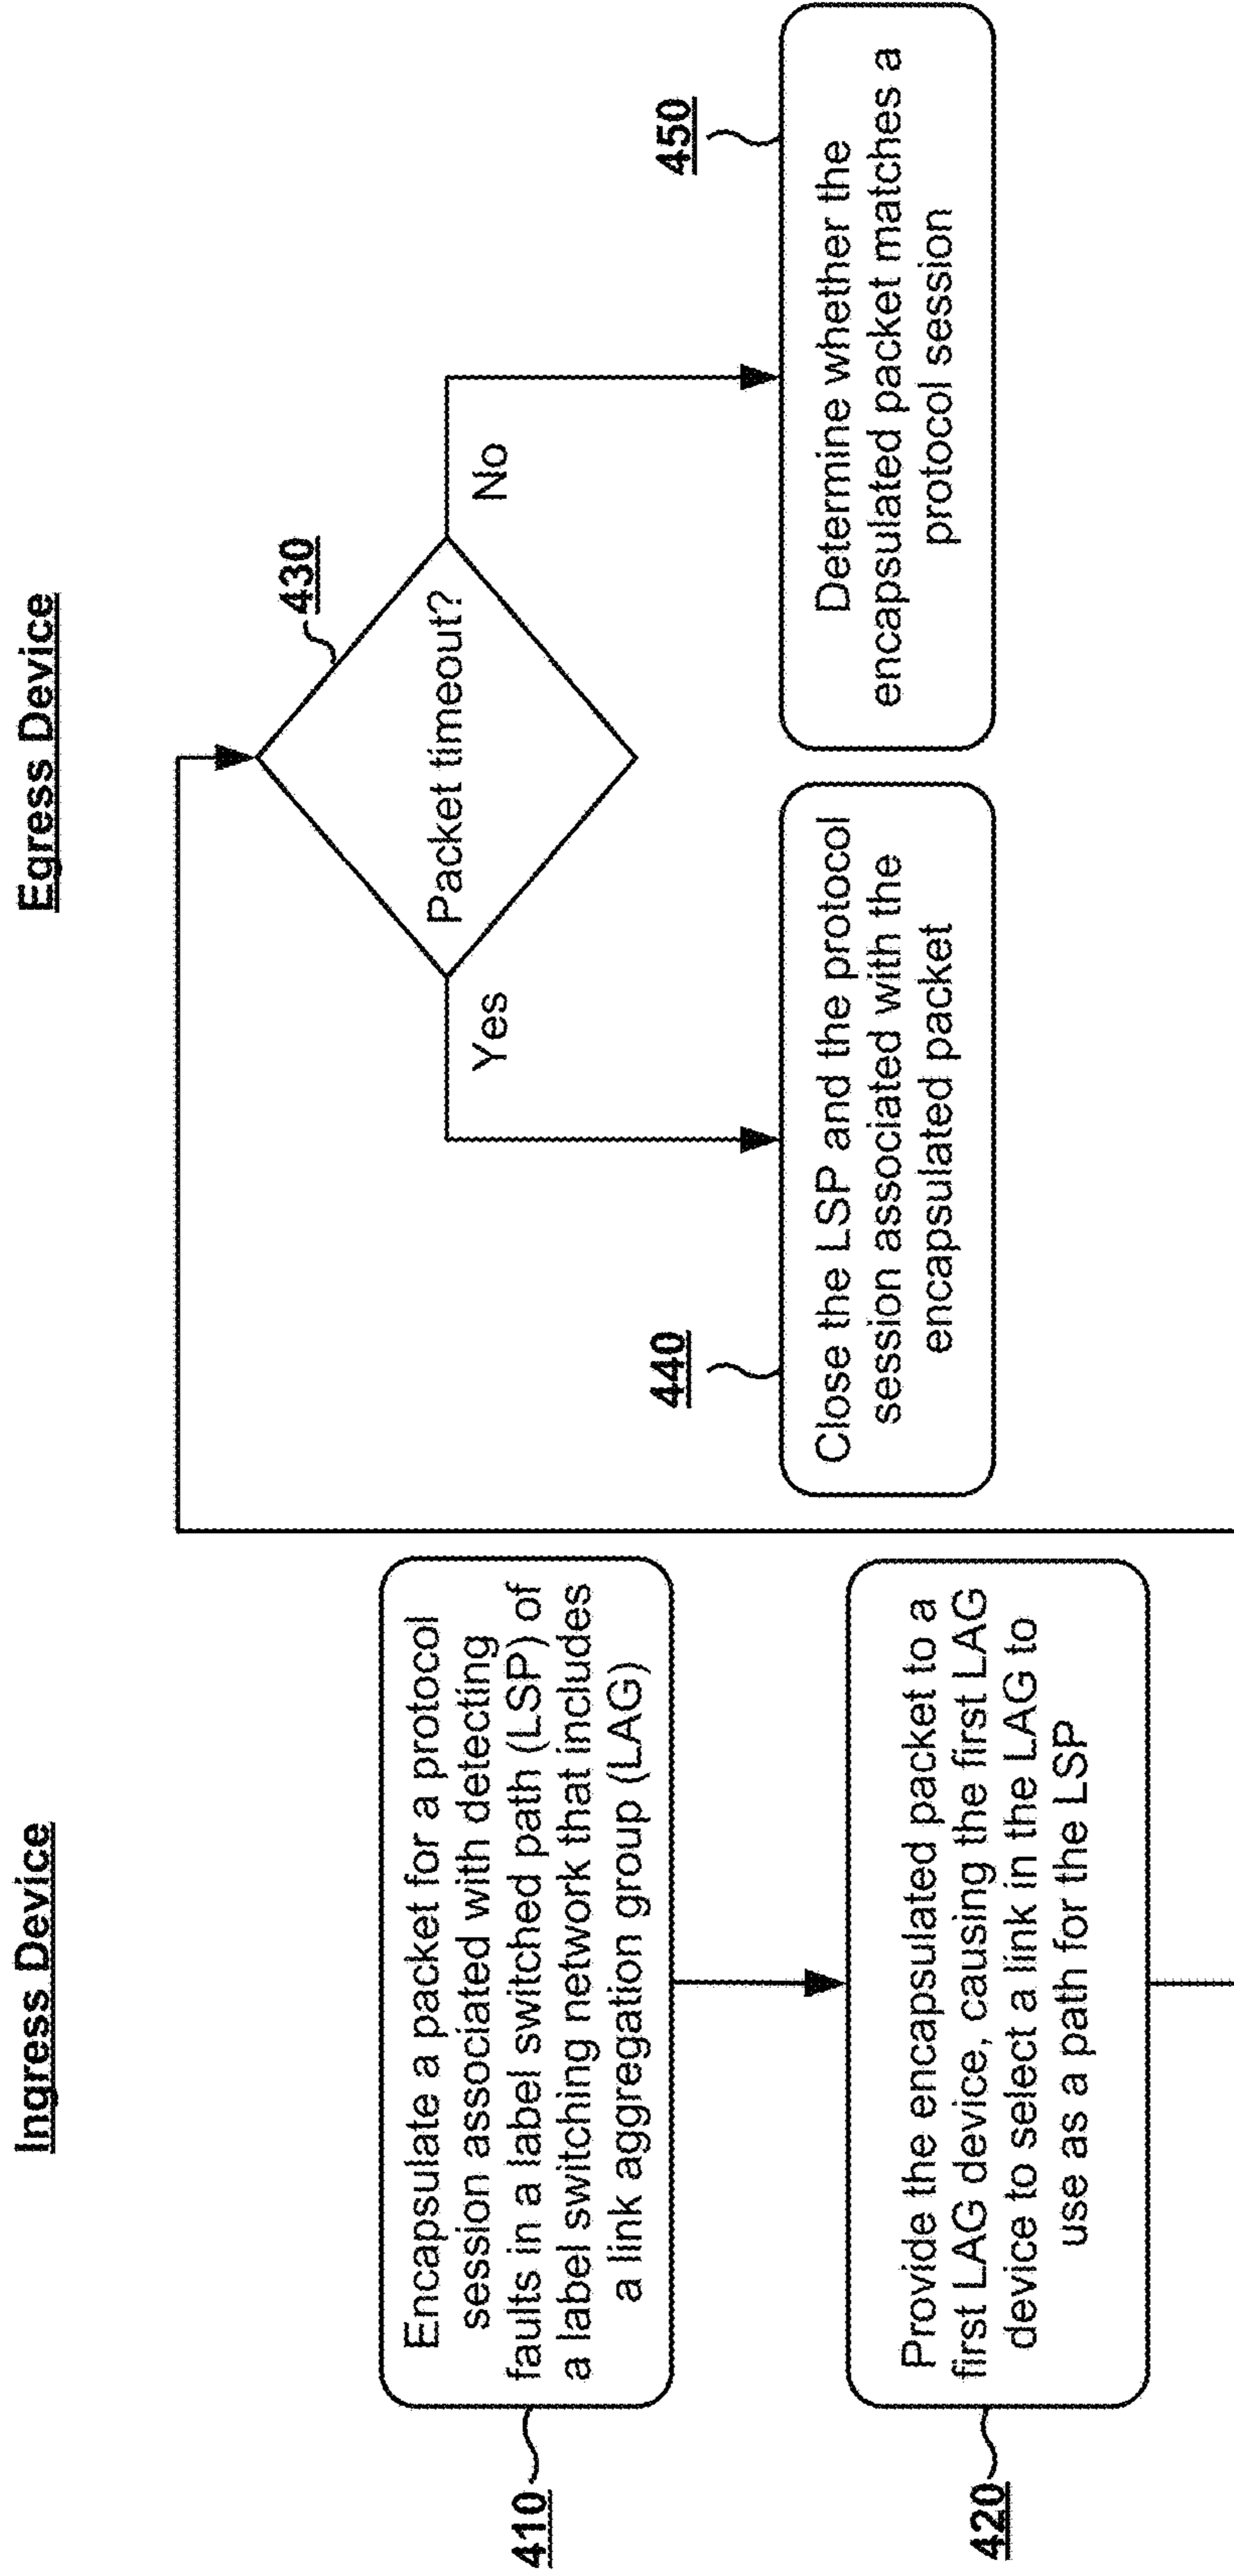 Ingress Device
410
Encapsulate a packet for a protocol
session associated with detecting
faults in a label switched path (LSP) of
a label switching network that includes
a link aggregation group (LAG)
420
Provide the encapsulated packet to a
first LAG device, causing the first LAG
device to select a link in the LAG to
use as a path for the LSP
Egress Device
430
Packet timeout?
Yes
No
440
Close the LSP and the protocol
session associated with the
encapsulated packet
450
Determine whether the
encapsulated packet matches a
protocol session